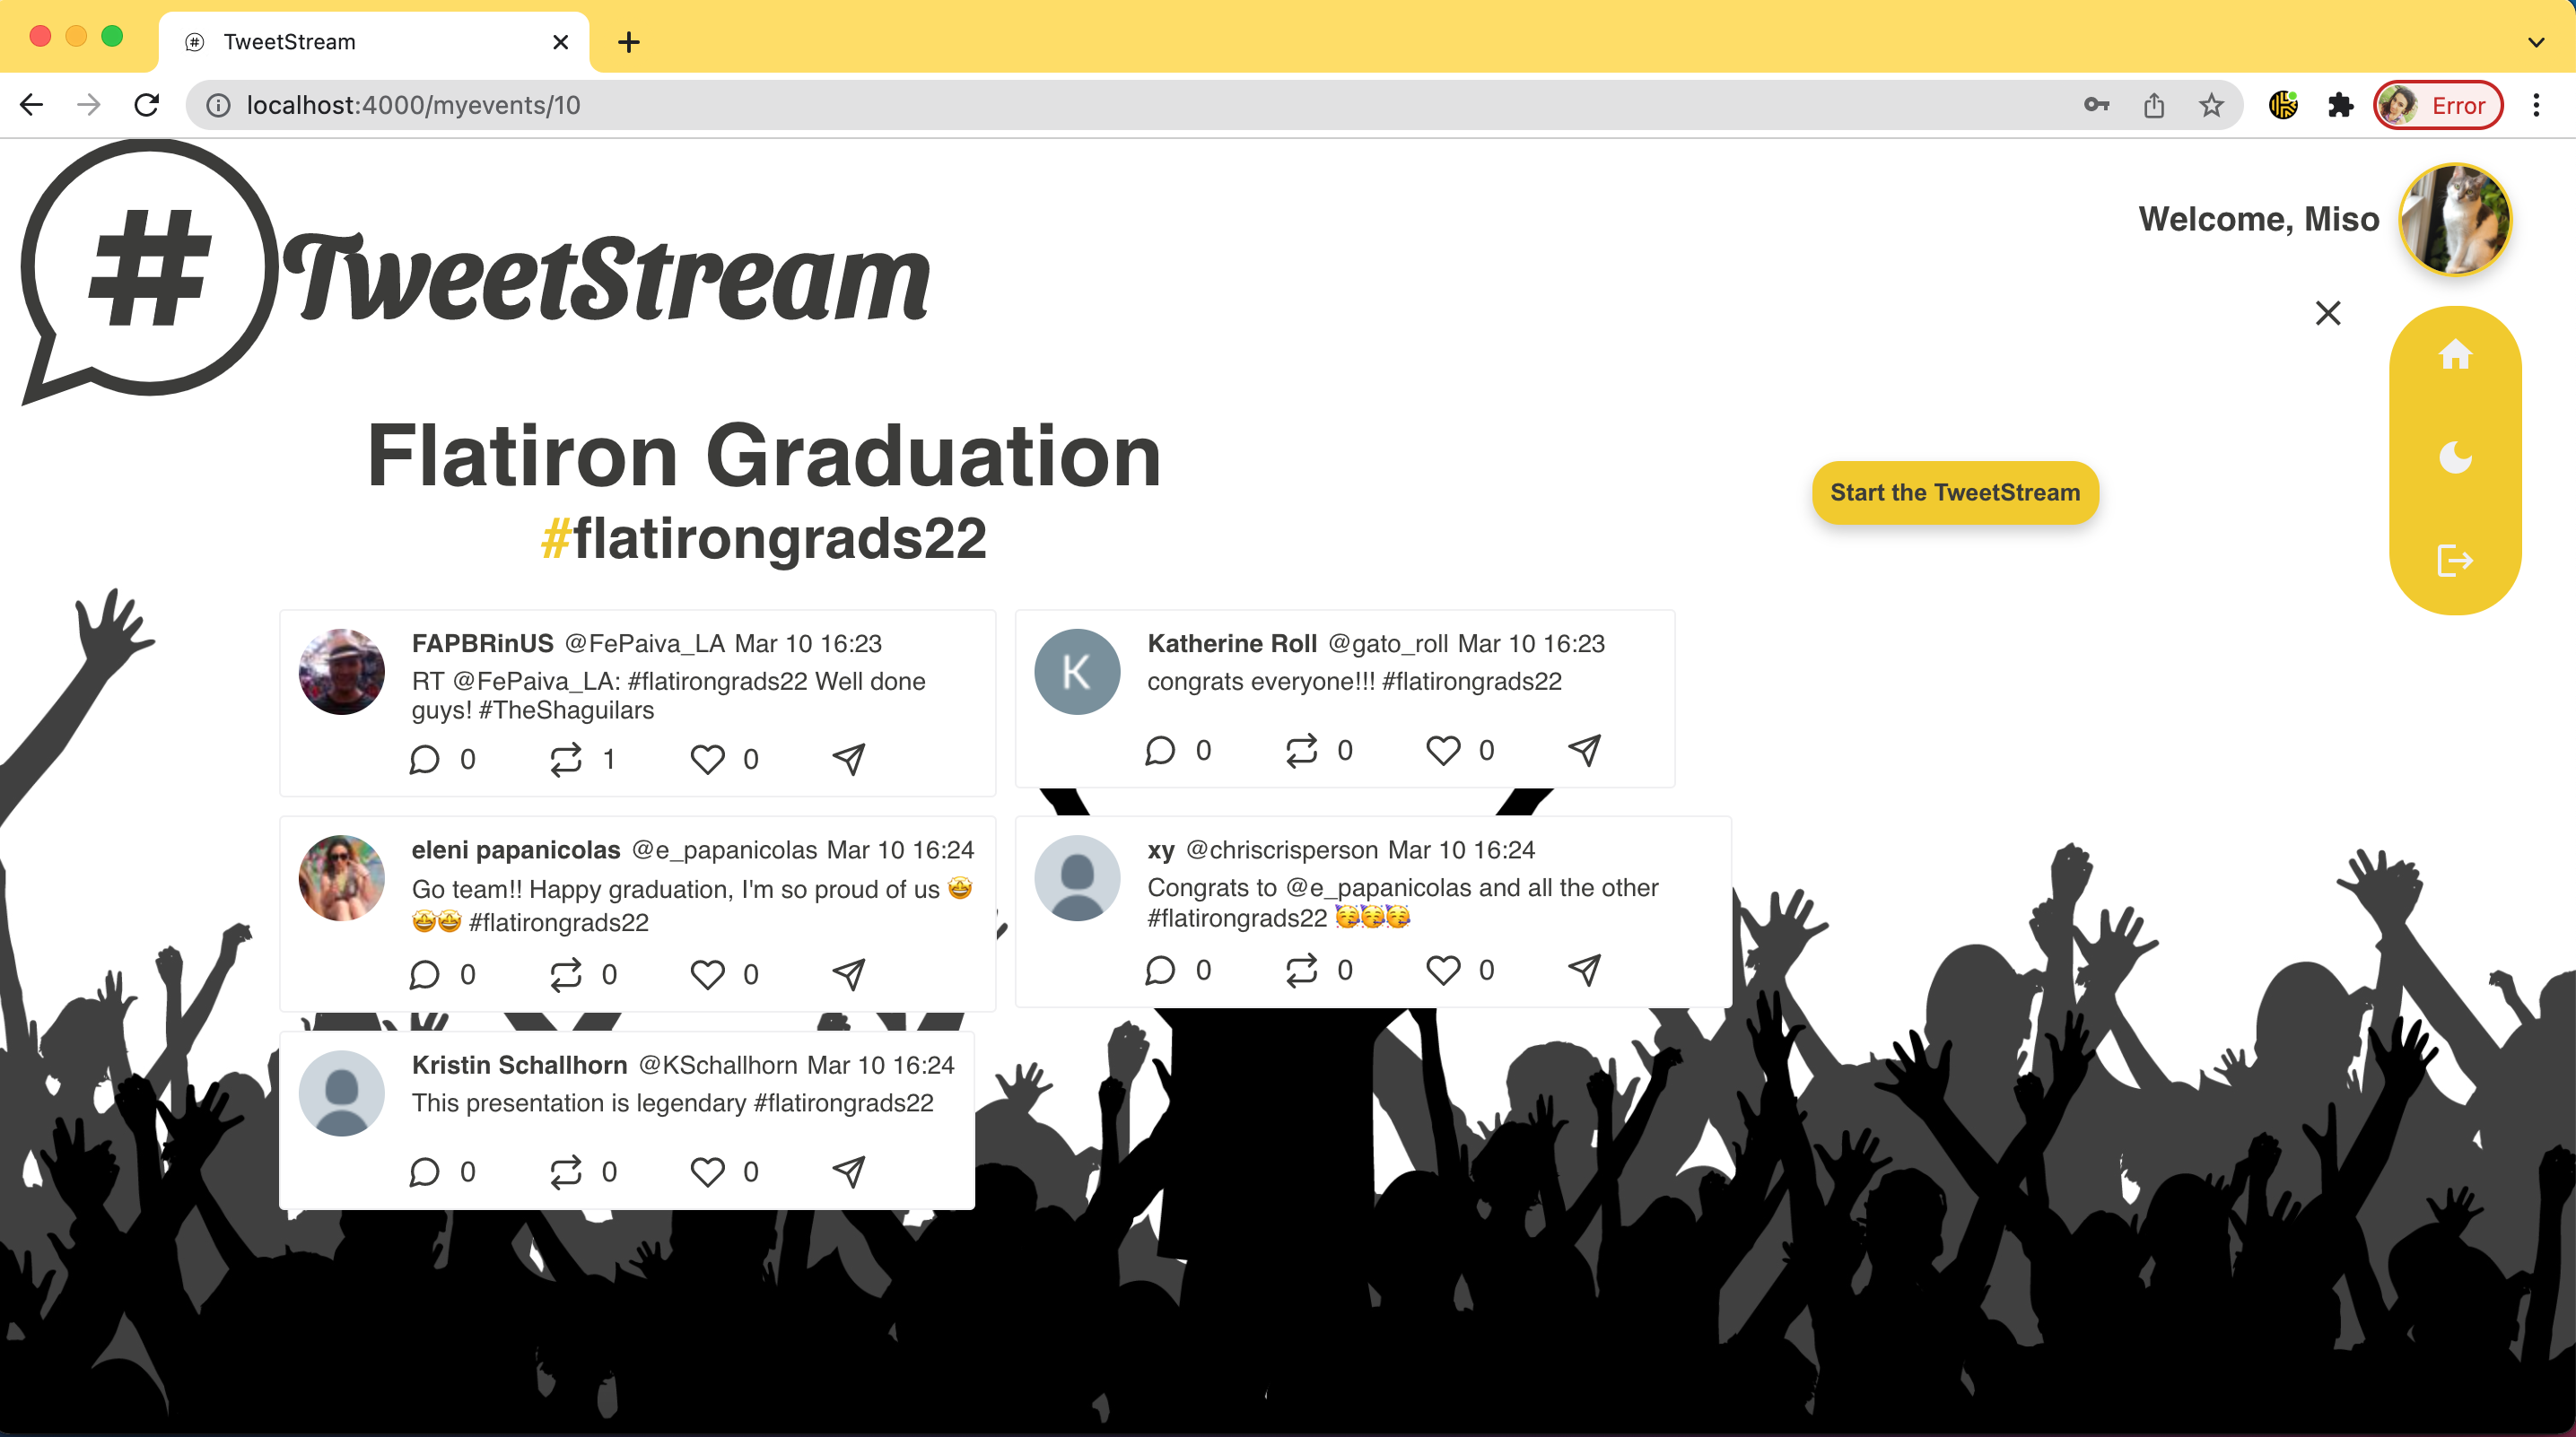 TweetStream
localhost:4000/myevents/10
Error
#
TweetStream
Welcome, Miso
Flatiron Graduation
#flatirongrads22
Start the TweetStream
FAPBRinUS @FePaiva_LA Mar 10 16:23
RT @FePaiva_LA: #flatirongrads22 Well done
guys! #TheShaguilars
0 1 0
K
Katherine Roll @gato_roll Mar 10 16:23
congrats everyone!!! #flatirongrads22
0 0 0
eleni papanicolas @e_papanicolas Mar 10 16:24
Go team!! Happy graduation, I'm so proud of us 🤩
🤩🤩 #flatirongrads22
0 0 0
xy @chriscrisperson Mar 10 16:24
Congrats to @e_papanicolas and all the other
#flatirongrads22 🥳🥳🥳
0 0 0
Kristin Schallhorn @KSchallhorn Mar 10 16:24
This presentation is legendary #flatirongrads22
0 0 0